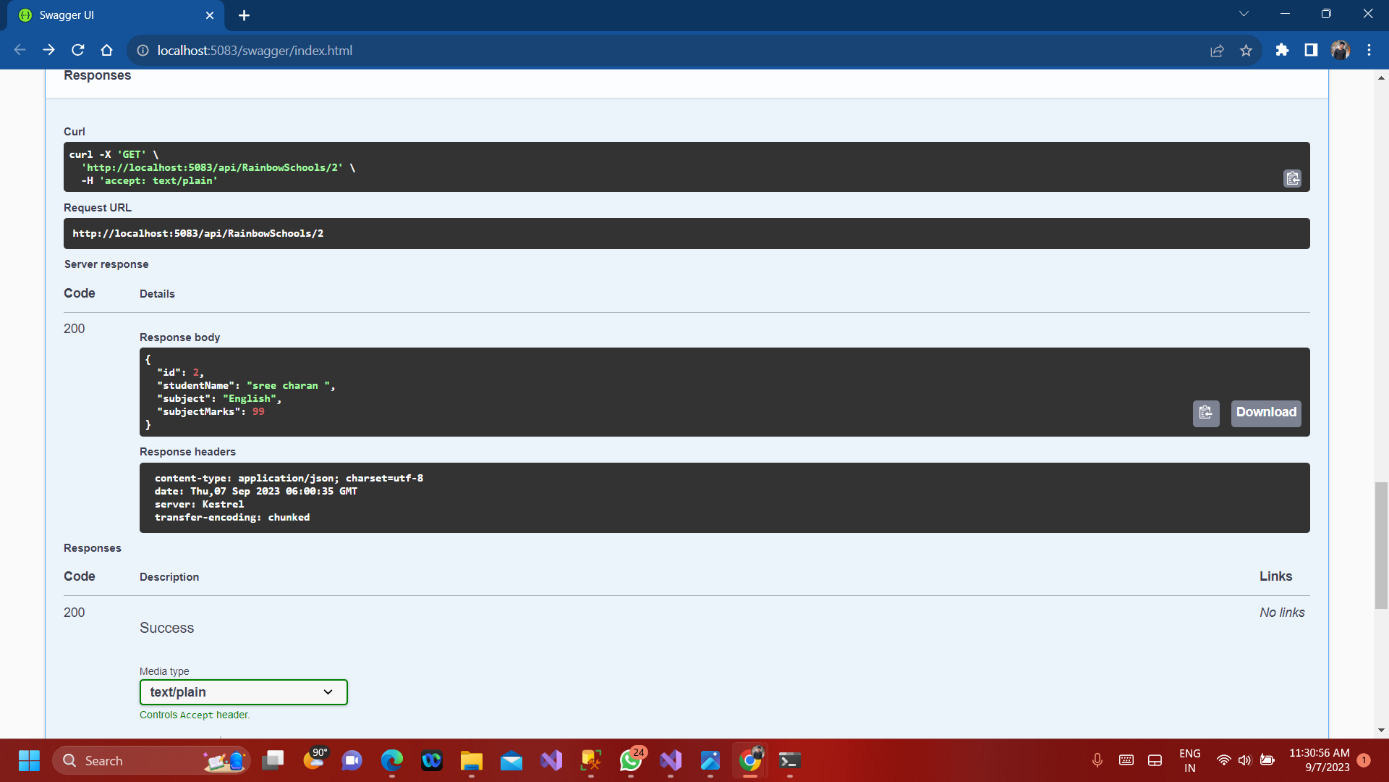 Swagger UI
localhost:5083/swagger/index.html
Responses
Curl
curl -X 'GET' \
'http://localhost:5083/api/RainbowSchools/2' \
-H 'accept: text/plain'
Request URL
http://localhost:5083/api/RainbowSchools/2
Server response
Code Details
200
Response body
{
"id": 2,
"studentName": "sree charan ",
"subject": "English",
"subjectMarks": 99
}
Download
Response headers
content-type: application/json; charset=utf-8
date: Thu,07 Sep 2023 06:00:35 GMT
server: Kestrel
transfer-encoding: chunked
Responses
Code Description Links
200 No links
Success
Media type
text/plain
Controls Accept header.
Search
90°
24
ENG
IN
11:30:56 AM
9/7/2023
1